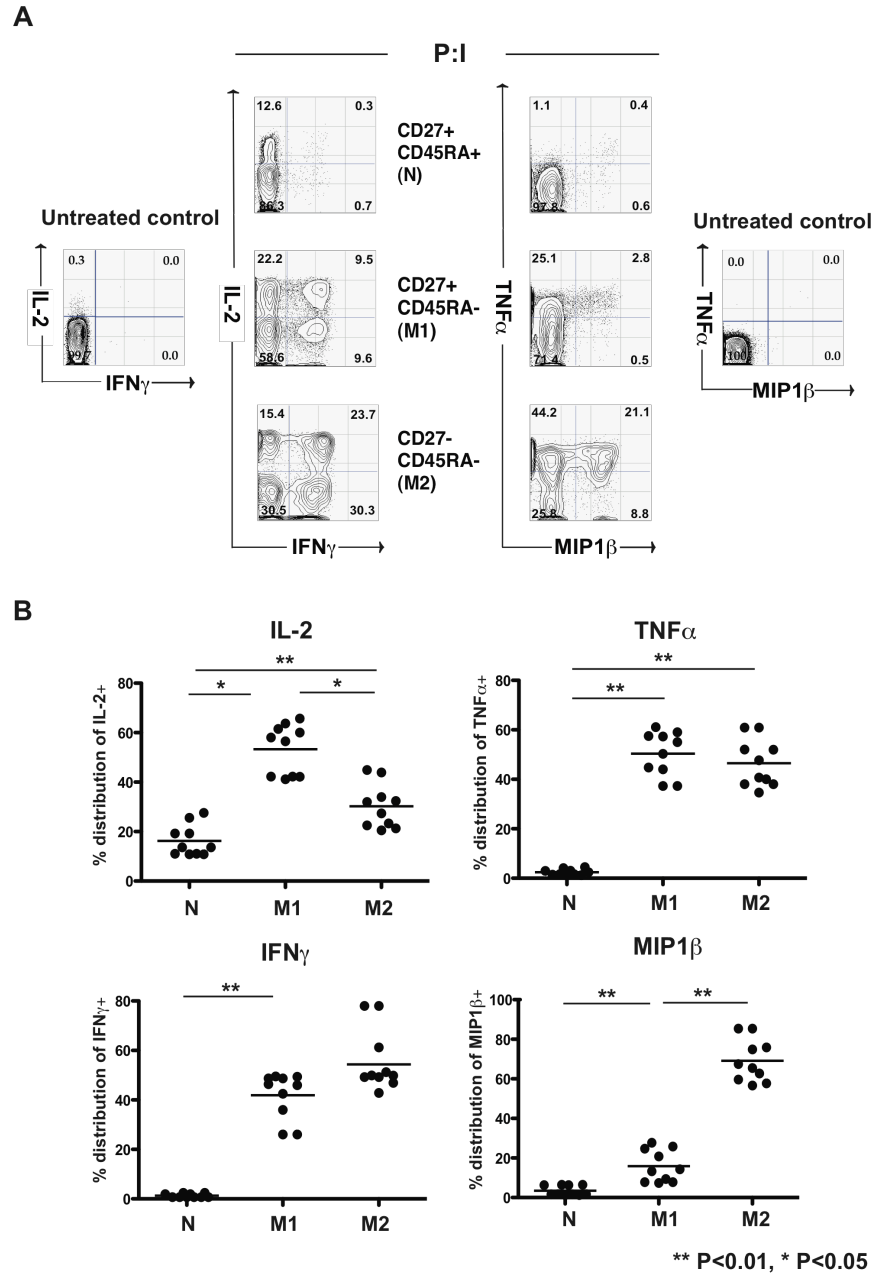 A
P:I
12.6 0.3
86.3 0.7
CD27+
CD45RA+
(N)
1.1 0.4
97.8 0.6
Untreated control
0.3 0.0
99.7 0.0
IL-2
IFNγ
IL-2
22.2 9.5
58.6 9.6
CD27+
CD45RA-
(M1)
TNFα
25.1 2.8
71.4 0.5
Untreated control
0.0 0.0
100 0.0
TNFα
MIP1β
15.4 23.7
30.5 30.3
CD27-
CD45RA-
(M2)
44.2 21.1
25.8 8.8
IFNγ
MIP1β
B
IL-2
% distribution of IL-2+
80
60
40
20
0
**
* *
N M1 M2
TNFα
% distribution of TNFα+
80
60
40
20
0
**
**
N M1 M2
IFNγ
% distribution of IFNγ+
80
60
40
20
0
**
N M1 M2
MIP1β
% distribution of MIP1β+
100
80
60
40
20
0
** **
N M1 M2
** P<0.01, * P<0.05